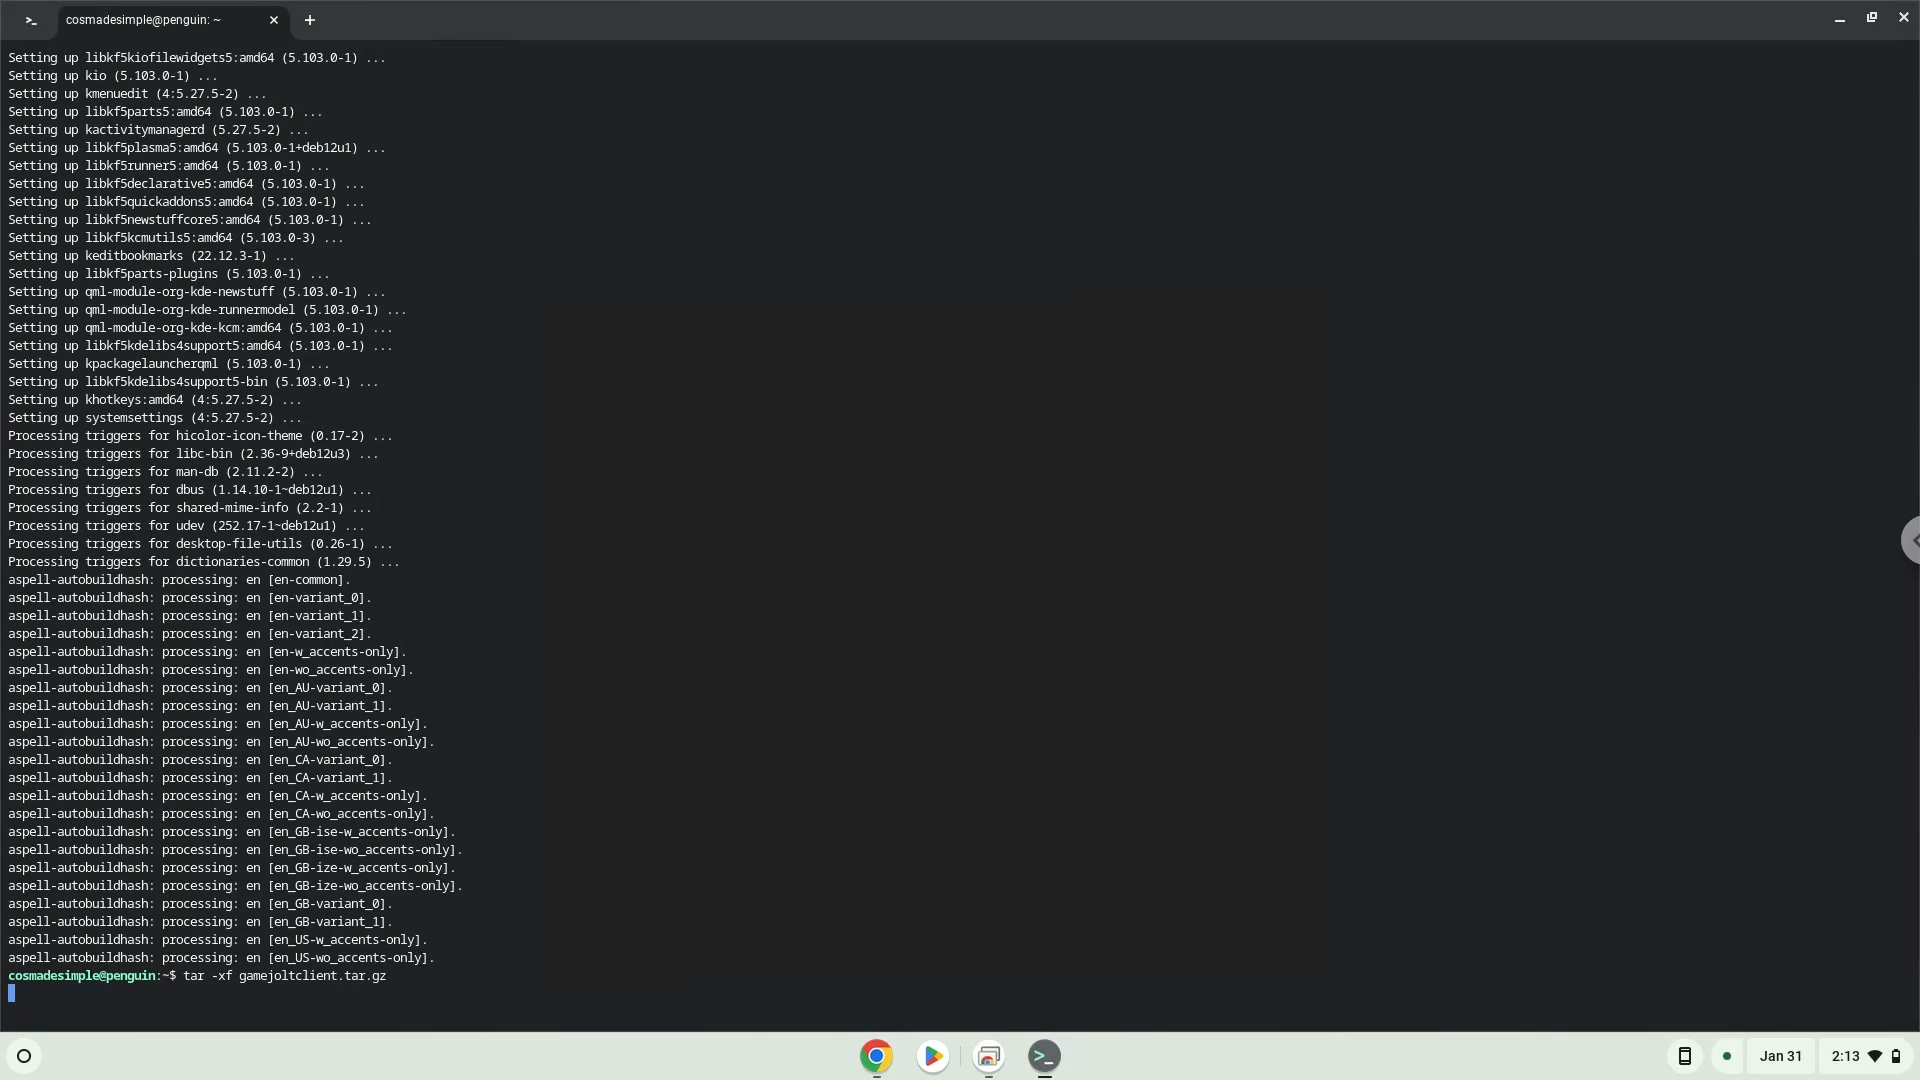 cosmadesimple@penguin: ~
Setting up libkf5kiofilewidgets5:amd64 (5.103.0-1) ...
Setting up kio (5.103.0-1) ...
Setting up kmenuedit (4:5.27.5-2) ...
Setting up libkf5parts5:amd64 (5.103.0-1) ...
Setting up kactivitymanagerd (5.27.5-2) ...
Setting up libkf5plasma5:amd64 (5.103.0-1+deb12u1) ...
Setting up libkf5runner5:amd64 (5.103.0-1) ...
Setting up libkf5declarative5:amd64 (5.103.0-1) ...
Setting up libkf5quickaddons5:amd64 (5.103.0-1) ...
Setting up libkf5newstuffcore5:amd64 (5.103.0-1) ...
Setting up libkf5kcmutils5:amd64 (5.103.0-3) ...
Setting up keditbookmarks (22.12.3-1) ...
Setting up libkf5parts-plugins (5.103.0-1) ...
Setting up qml-module-org-kde-newstuff (5.103.0-1) ...
Setting up qml-module-org-kde-runnermodel (5.103.0-1) ...
Setting up qml-module-org-kde-kcm:amd64 (5.103.0-1) ...
Setting up libkf5kdelibs4support5:amd64 (5.103.0-1) ...
Setting up kpackagelauncherqml (5.103.0-1) ...
Setting up libkf5kdelibs4support5-bin (5.103.0-1) ...
Setting up khotkeys:amd64 (4:5.27.5-2) ...
Setting up systemsettings (4:5.27.5-2) ...
Processing triggers for hicolor-icon-theme (0.17-2) ...
Processing triggers for libc-bin (2.36-9+deb12u3) ...
Processing triggers for man-db (2.11.2-2) ...
Processing triggers for dbus (1.14.10-1~deb12u1) ...
Processing triggers for shared-mime-info (2.2-1) ...
Processing triggers for udev (252.17-1~deb12u1) ...
Processing triggers for desktop-file-utils (0.26-1) ...
Processing triggers for dictionaries-common (1.29.5) ...
aspell-autobuildhash: processing: en [en-common].
aspell-autobuildhash: processing: en [en-variant_0].
aspell-autobuildhash: processing: en [en-variant_1].
aspell-autobuildhash: processing: en [en-variant_2].
aspell-autobuildhash: processing: en [en-w_accents-only].
aspell-autobuildhash: processing: en [en-wo_accents-only].
aspell-autobuildhash: processing: en [en_AU-variant_0].
aspell-autobuildhash: processing: en [en_AU-variant_1].
aspell-autobuildhash: processing: en [en_AU-w_accents-only].
aspell-autobuildhash: processing: en [en_AU-wo_accents-only].
aspell-autobuildhash: processing: en [en_CA-variant_0].
aspell-autobuildhash: processing: en [en_CA-variant_1].
aspell-autobuildhash: processing: en [en_CA-w_accents-only].
aspell-autobuildhash: processing: en [en_CA-wo_accents-only].
aspell-autobuildhash: processing: en [en_GB-ise-w_accents-only].
aspell-autobuildhash: processing: en [en_GB-ise-wo_accents-only].
aspell-autobuildhash: processing: en [en_GB-ize-w_accents-only].
aspell-autobuildhash: processing: en [en_GB-ize-wo_accents-only].
aspell-autobuildhash: processing: en [en_GB-variant_0].
aspell-autobuildhash: processing: en [en_GB-variant_1].
aspell-autobuildhash: processing: en [en_US-w_accents-only].
aspell-autobuildhash: processing: en [en_US-wo_accents-only].
cosmadesimple@penguin:~$ tar -xf gamejoltclient.tar.gz
Jan 31 2:13